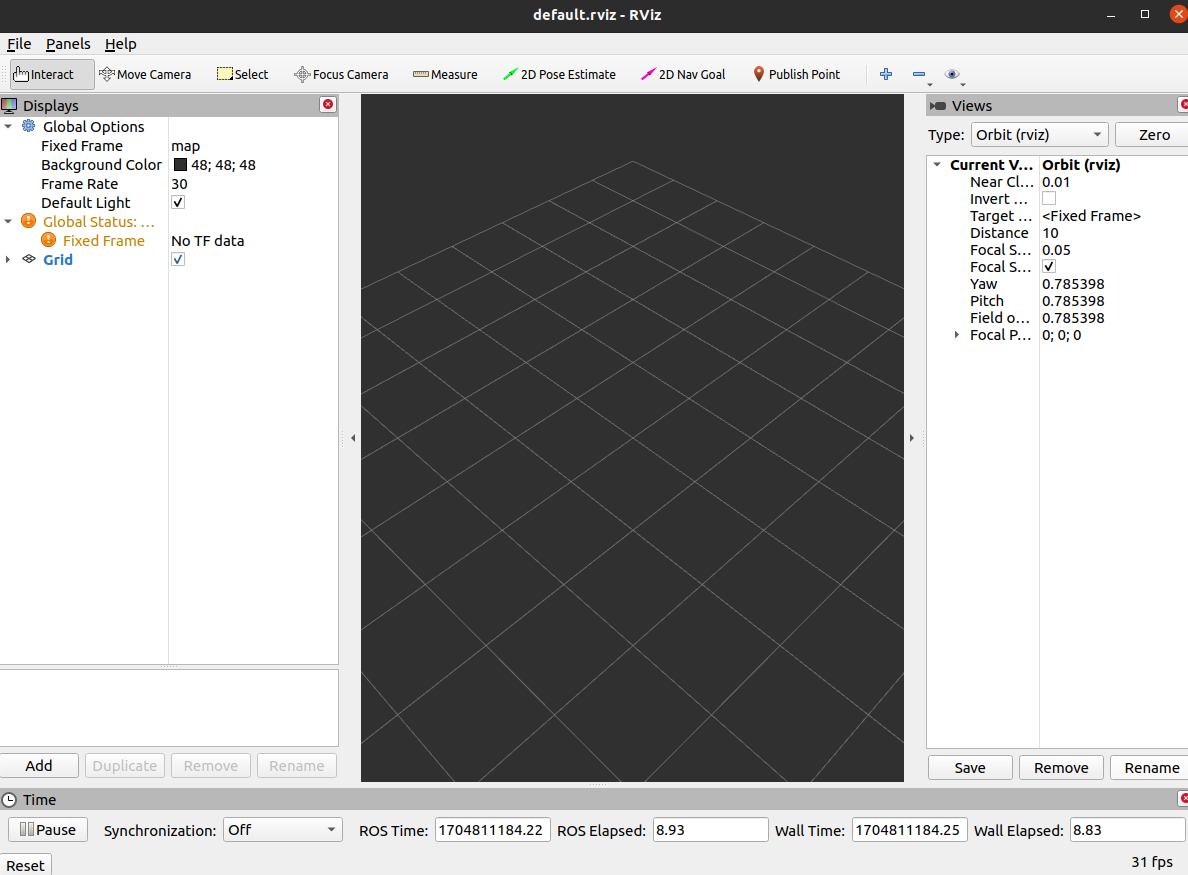 default.rviz - RViz
File Panels Help
Interact Move Camera Select Focus Camera Measure 2D Pose Estimate 2D Nav Goal Publish Point
Displays
Global Options
Fixed Frame map
Background Color 48; 48; 48
Frame Rate 30
Default Light
Global Status: ...
Fixed Frame No TF data
Grid
Add Duplicate Remove Rename
Views
Type: Orbit (rviz) Zero
Current V... Orbit (rviz)
Near Cl... 0.01
Invert ...
Target ... <Fixed Frame>
Distance 10
Focal S... 0.05
Focal S...
Yaw 0.785398
Pitch 0.785398
Field o... 0.785398
Focal P... 0; 0; 0
Save Remove Rename
Time
Pause Synchronization: Off ROS Time: 1704811184.22 ROS Elapsed: 8.93 Wall Time: 1704811184.25 Wall Elapsed: 8.83
Reset 31 fps